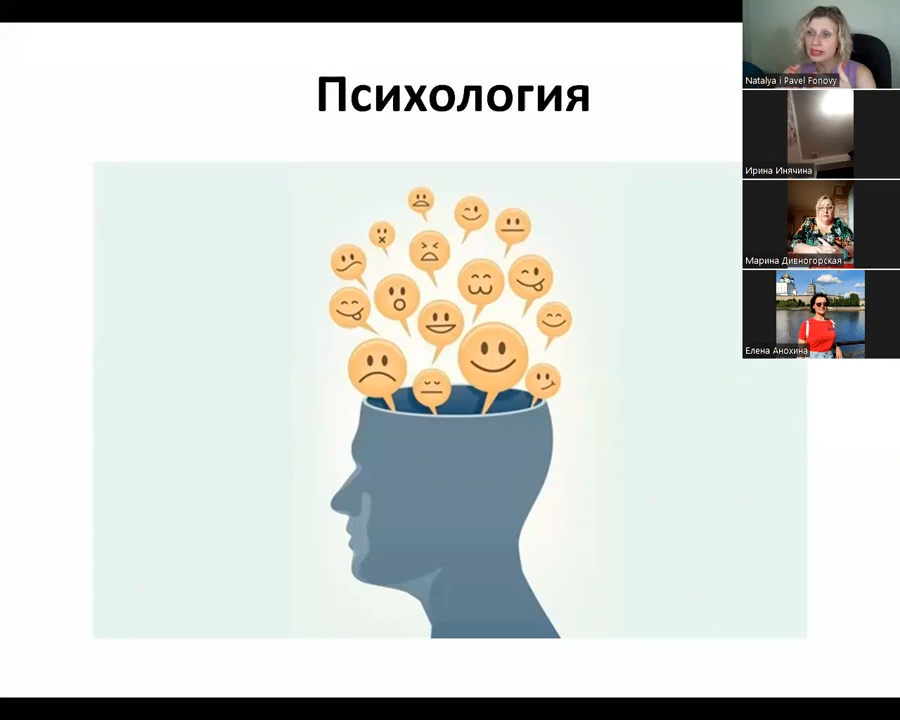 Психология
Natalya i Pavel Fonovy
Ирина Инячина
Марина Дивногорская
Елена Анохина